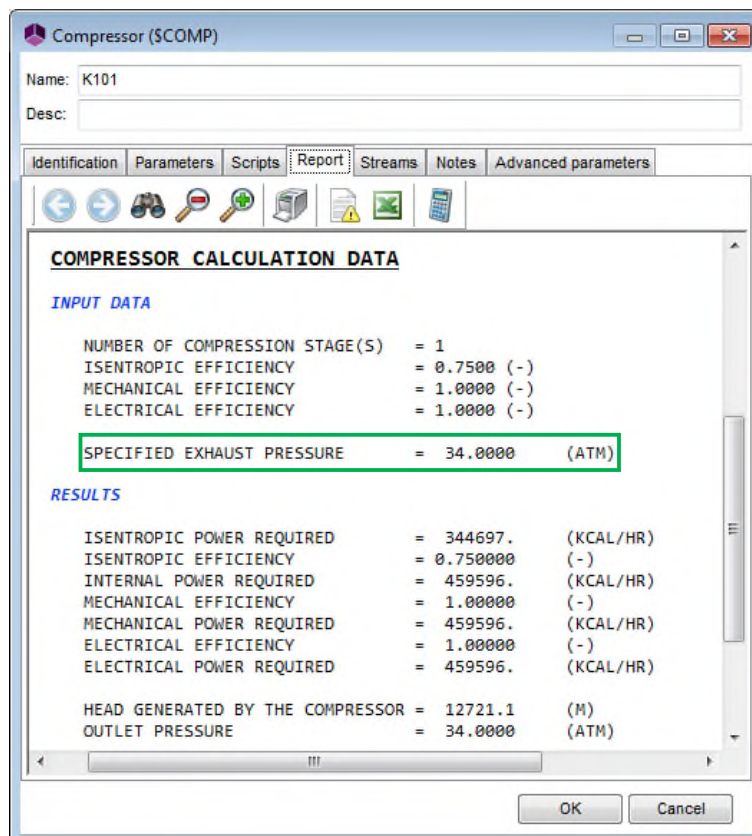 Compressor ($COMP)
Name: K101
Desc:
Identification Parameters Scripts Report Streams Notes Advanced parameters
COMPRESSOR CALCULATION DATA
INPUT DATA
NUMBER OF COMPRESSION STAGE(S) = 1
ISENTROPIC EFFICIENCY = 0.7500 (-)
MECHANICAL EFFICIENCY = 1.0000 (-)
ELECTRICAL EFFICIENCY = 1.0000 (-)
SPECIFIED EXHAUST PRESSURE = 34.0000 (ATM)
RESULTS
ISENTROPIC POWER REQUIRED = 344697. (KCAL/HR)
ISENTROPIC EFFICIENCY = 0.750000 (-)
INTERNAL POWER REQUIRED = 459596. (KCAL/HR)
MECHANICAL EFFICIENCY = 1.00000 (-)
MECHANICAL POWER REQUIRED = 459596. (KCAL/HR)
ELECTRICAL EFFICIENCY = 1.00000 (-)
ELECTRICAL POWER REQUIRED = 459596. (KCAL/HR)
HEAD GENERATED BY THE COMPRESSOR = 12721.1 (M)
OUTLET PRESSURE = 34.0000 (ATM)
OK Cancel